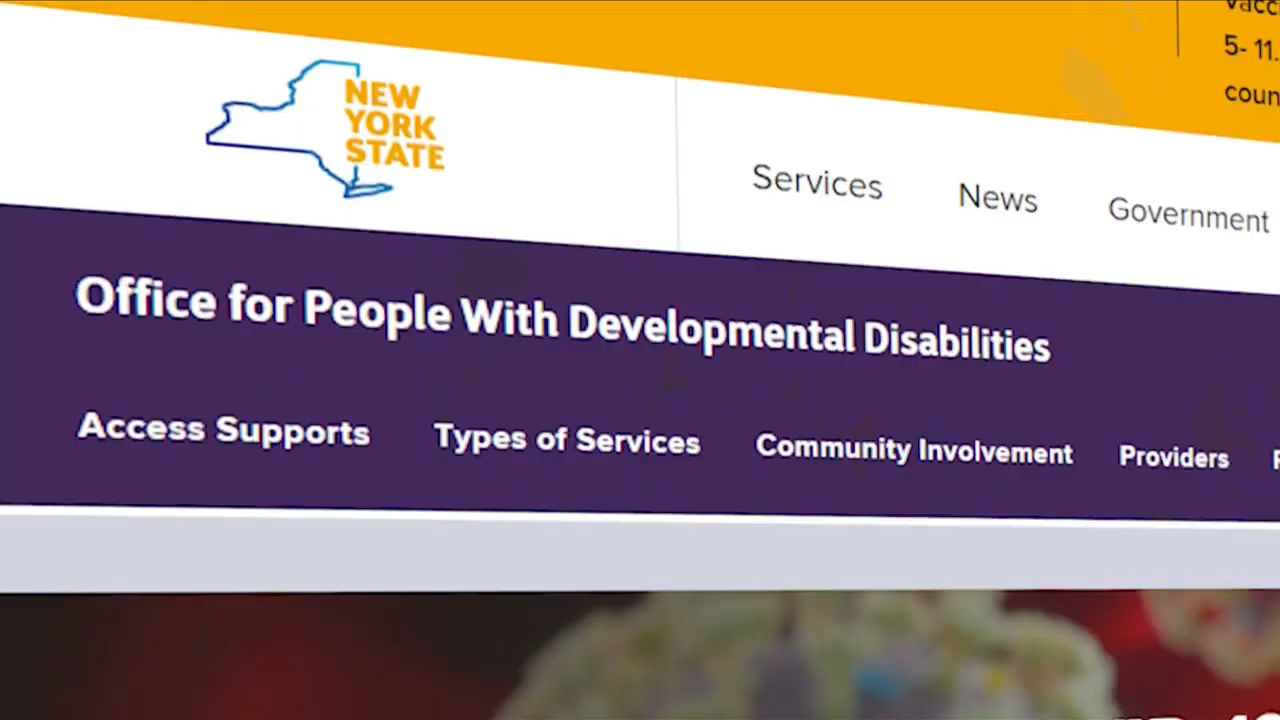 vacc
5- 11.
coun
NEW
YORK
STATE
Services News Government
Office for People With Developmental Disabilities
Access Supports Types of Services Community Involvement Providers